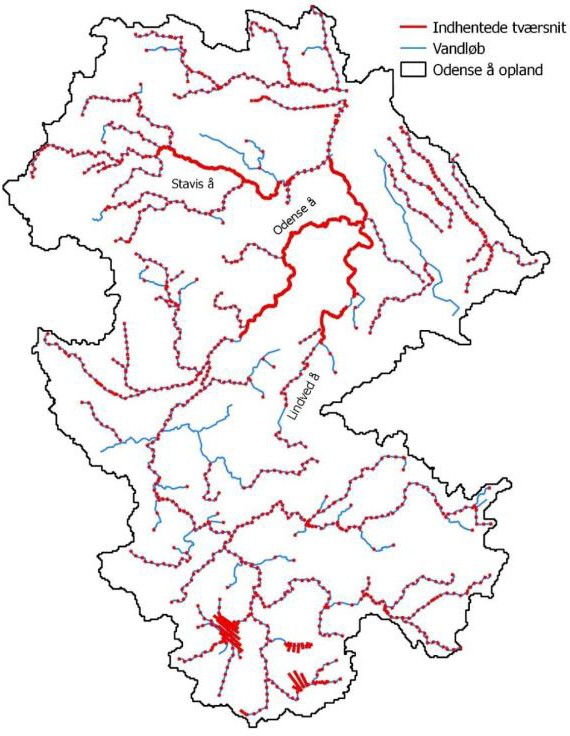 Indhentede tværsnit
Vandløb
Odense å opland
Stavis å
Odense å
Lindved å